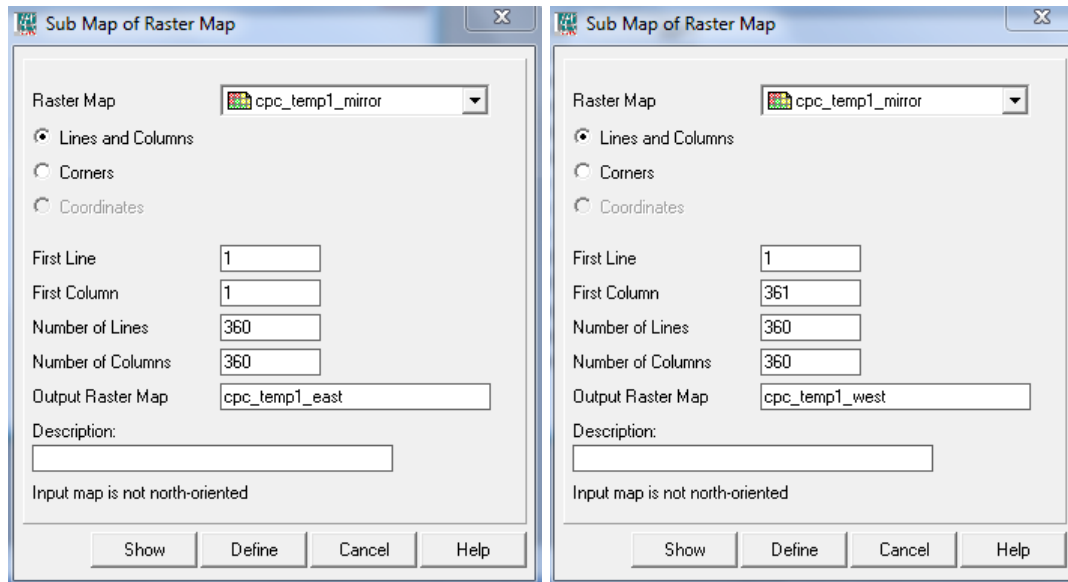 Sub Map of Raster Map
Raster Map cpc_temp1_mirror
Lines and Columns
Corners
Coordinates
First Line 1
First Column 1
Number of Lines 360
Number of Columns 360
Output Raster Map cpc_temp1_east
Description:
Input map is not north-oriented
Show Define Cancel Help
Sub Map of Raster Map
Raster Map cpc_temp1_mirror
Lines and Columns
Corners
Coordinates
First Line 1
First Column 361
Number of Lines 360
Number of Columns 360
Output Raster Map cpc_temp1_west
Description:
Input map is not north-oriented
Show Define Cancel Help